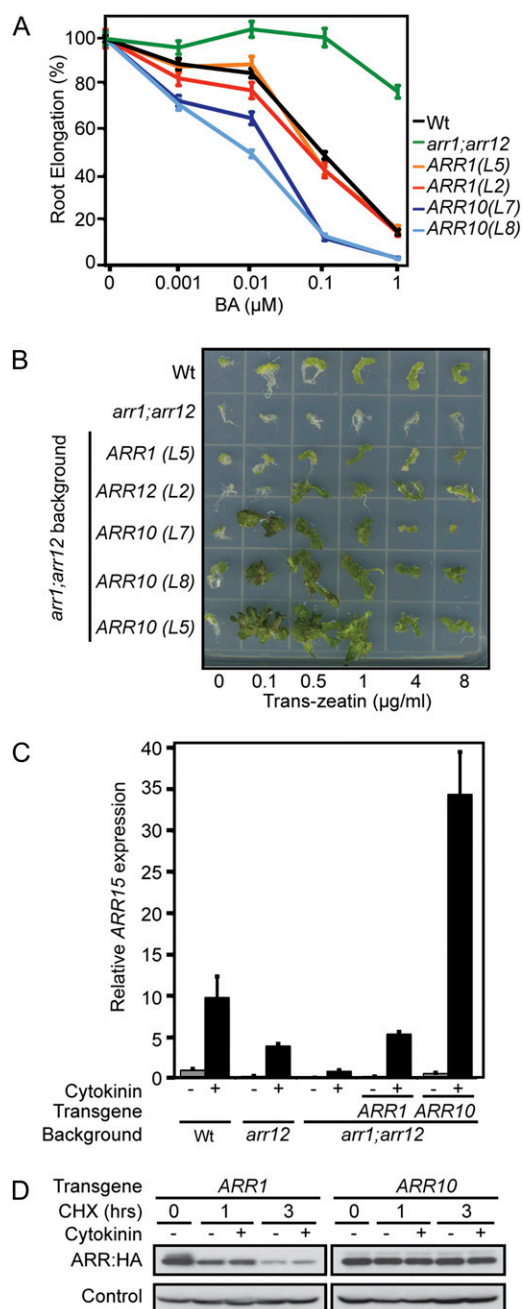 A
Root Elongation (%)
100
80
60
40
20
0
0 0.001 0.01 0.1 1
BA (µM)
Wt
arr1;arr12
ARR1(L5)
ARR1(L2)
ARR10(L7)
ARR10(L8)
B
arr1;arr12 background
Wt
arr1;arr12
ARR1 (L5)
ARR12 (L2)
ARR10 (L7)
ARR10 (L8)
ARR10 (L5)
0 0.1 0.5 1 4 8
Trans-zeatin (µg/ml)
C
Relative ARR15 expression
40
35
30
25
20
15
10
5
0
Cytokinin - + - + - + - + - +
Transgene ARR1 ARR10
Background Wt arr12 arr1;arr12
D
Transgene ARR1 ARR10
CHX (hrs) 0 1 3 0 1 3
Cytokinin - - + - + - - + - +
ARR:HA
Control